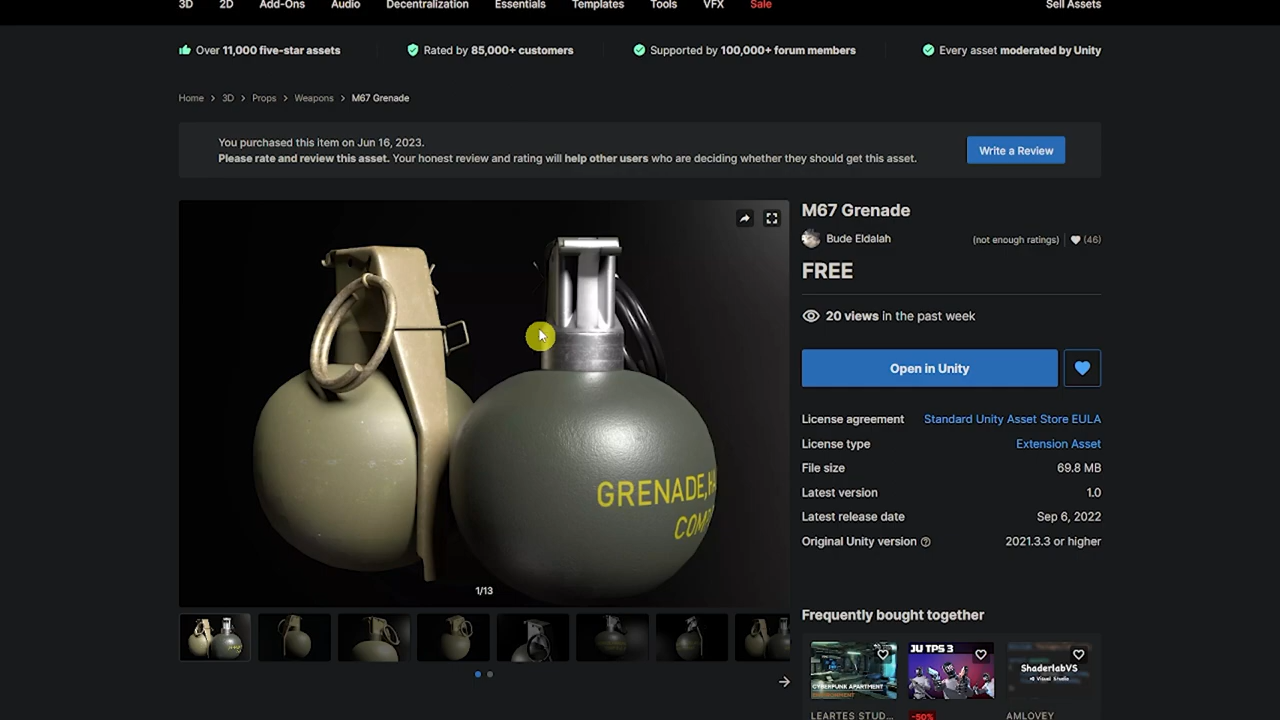 3D 2D Add-Ons Audio Decentralization Essentials Templates Tools VFX Sale Sell Assets
Over 11,000 five-star assets Rated by 85,000+ customers Supported by 100,000+ forum members Every asset moderated by Unity
Home > 3D > Props > Weapons > M67 Grenade
You purchased this item on Jun 16, 2023.
Please rate and review this asset. Your honest review and rating will help other users who are deciding whether they should get this asset.
Write a Review
M67 Grenade
Bude Eldalah (not enough ratings) (46)
FREE
20 views in the past week
Open in Unity
License agreement Standard Unity Asset Store EULA
License type Extension Asset
File size 69.8 MB
Latest version 1.0
Latest release date Sep 6, 2022
Original Unity version 2021.3.3 or higher
GRENADE,HA
COMP
1/13
Frequently bought together
CYBERPUNK APARTMENT
JU TPS 3
ShaderlabVS
Visual Studio
LEARTES STUD...
-50%
AMLOVEY